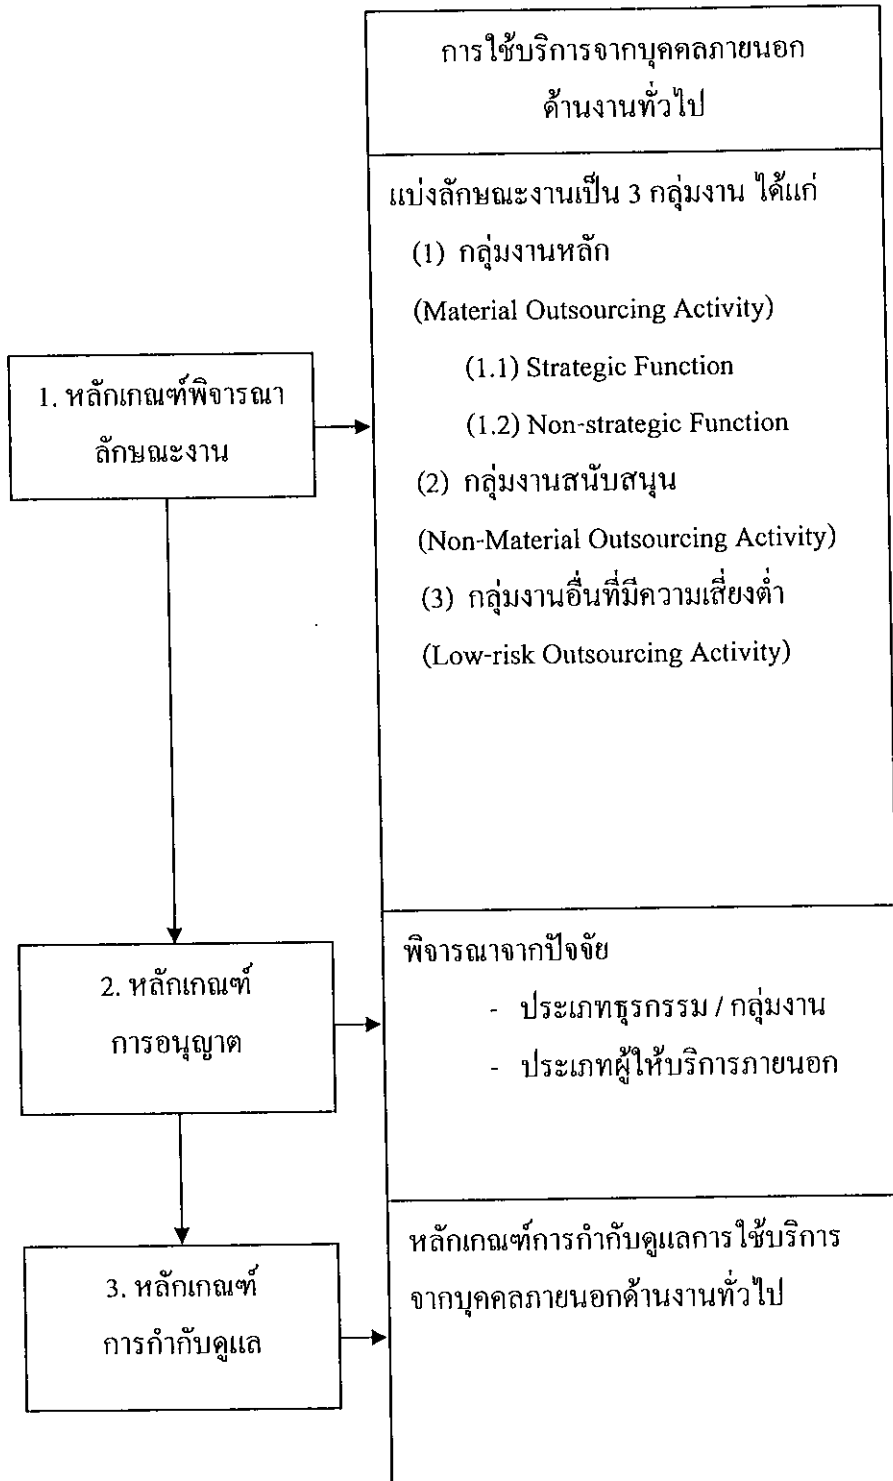 การใช้บริการจากบุคคลภายนอก
ด้านงานทั่วไป
1. หลักเกณฑ์พิจารณา
ลักษณะงาน
แบ่งลักษณะงานเป็น 3 กลุ่มงาน ได้แก่
(1) กลุ่มงานหลัก
(Material Outsourcing Activity)
(1.1) Strategic Function
(1.2) Non-strategic Function
(2) กลุ่มงานสนับสนุน
(Non-Material Outsourcing Activity)
(3) กลุ่มงานอื่นที่มีความเสี่ยงต่ำ
(Low-risk Outsourcing Activity)
2. หลักเกณฑ์
การอนุญาต
พิจารณาจากปัจจัย
- ประเภทธุรกรรม / กลุ่มงาน
- ประเภทผู้ให้บริการภายนอก
3. หลักเกณฑ์
การกำกับดูแล
หลักเกณฑ์การกำกับดูแลการใช้บริการ
จากบุคคลภายนอกด้านงานทั่วไป